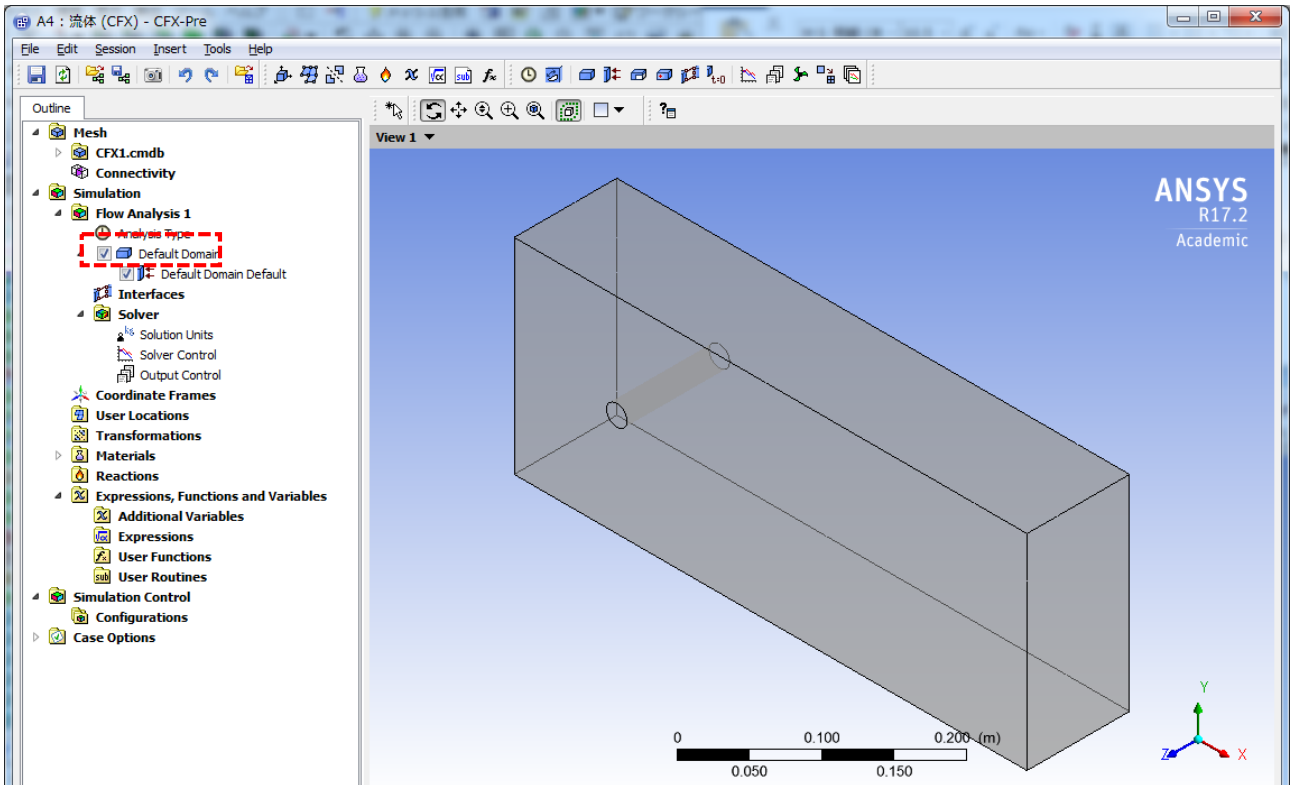 A4 : 流体 (CFX) - CFX-Pre
File Edit Session Insert Tools Help
Outline
Mesh
CFX1.cmdb
Connectivity
Simulation
Flow Analysis 1
Analysis Type
Default Domain
Default Domain Default
Interfaces
Solver
Solution Units
Solver Control
Output Control
Coordinate Frames
User Locations
Transformations
Materials
Reactions
Expressions, Functions and Variables
Additional Variables
Expressions
User Functions
User Routines
Simulation Control
Configurations
Case Options
View 1
ANSYS
R17.2
Academic
0 0.100 0.200 (m)
0.050 0.150
Y
Z X